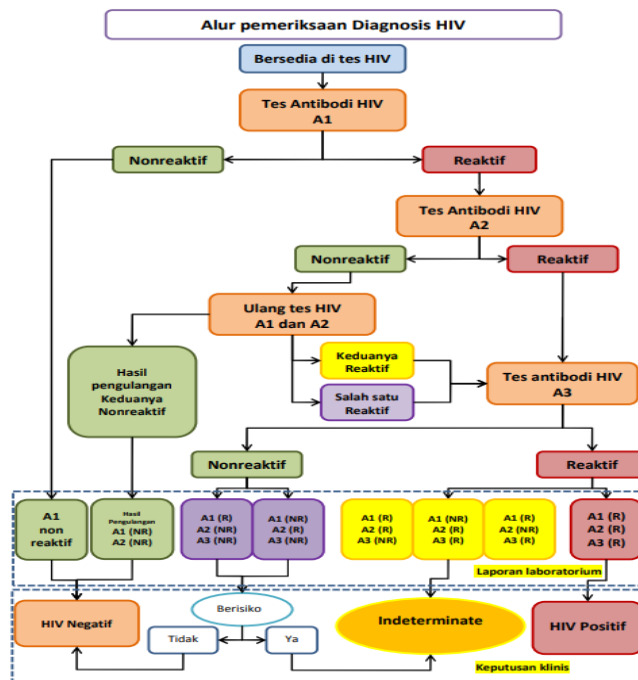 Alur pemeriksaan Diagnosis HIV
Bersedia di tes HIV
Tes Antibodi HIV
A1
Nonreaktif
Reaktif
Tes Antibodi HIV
A2
Nonreaktif
Reaktif
Ulang tes HIV
A1 dan A2
Keduanya
Reaktif
Salah satu
Reaktif
Hasil
pengulangan
Keduanya
Nonreaktif
Tes antibodi HIV
A3
Nonreaktif
Reaktif
A1
non
reaktif
Hasil
Pengulangan
A1 (NR)
A2 (NR)
A1 (R)
A2 (NR)
A3 (NR)
A1 (NR)
A2 (R)
A3 (NR)
A1 (R)
A2 (R)
A3 (NR)
A1 (NR)
A2 (R)
A3 (R)
A1 (R)
A2 (NR)
A3 (R)
A1 (R)
A2 (R)
A3 (R)
Laporan laboratorium
HIV Negatif
Berisiko
Tidak
Ya
Indeterminate
HIV Positif
Keputusan klinis